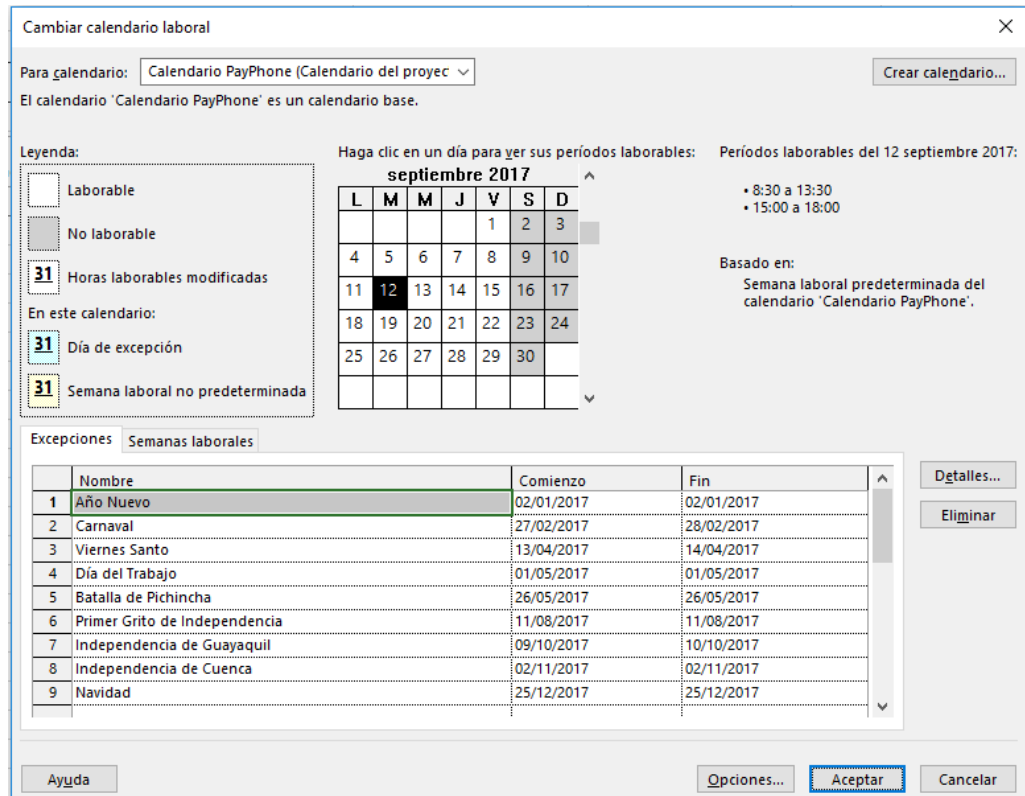 Cambiar calendario laboral
Para calendario: Calendario PayPhone (Calendario del proyec
Crear calendario...
El calendario 'Calendario PayPhone' es un calendario base.
Leyenda:
Laborable
No laborable
31 Horas laborables modificadas
En este calendario:
31 Día de excepción
31 Semana laboral no predeterminada
Haga clic en un día para ver sus períodos laborables:
septiembre 2017
L M M J V S D
1 2 3
4 5 6 7 8 9 10
11 12 13 14 15 16 17
18 19 20 21 22 23 24
25 26 27 28 29 30
Períodos laborables del 12 septiembre 2017:
• 8:30 a 13:30
• 15:00 a 18:00
Basado en:
Semana laboral predeterminada del
calendario 'Calendario PayPhone'.
Excepciones Semanas laborales
Nombre Comienzo Fin
1 Año Nuevo 02/01/2017 02/01/2017
2 Carnaval 27/02/2017 28/02/2017
3 Viernes Santo 13/04/2017 14/04/2017
4 Día del Trabajo 01/05/2017 01/05/2017
5 Batalla de Pichincha 26/05/2017 26/05/2017
6 Primer Grito de Independencia 11/08/2017 11/08/2017
7 Independencia de Guayaquil 09/10/2017 10/10/2017
8 Independencia de Cuenca 02/11/2017 02/11/2017
9 Navidad 25/12/2017 25/12/2017
Detalles...
Eliminar
Ayuda
Opciones...
Aceptar
Cancelar